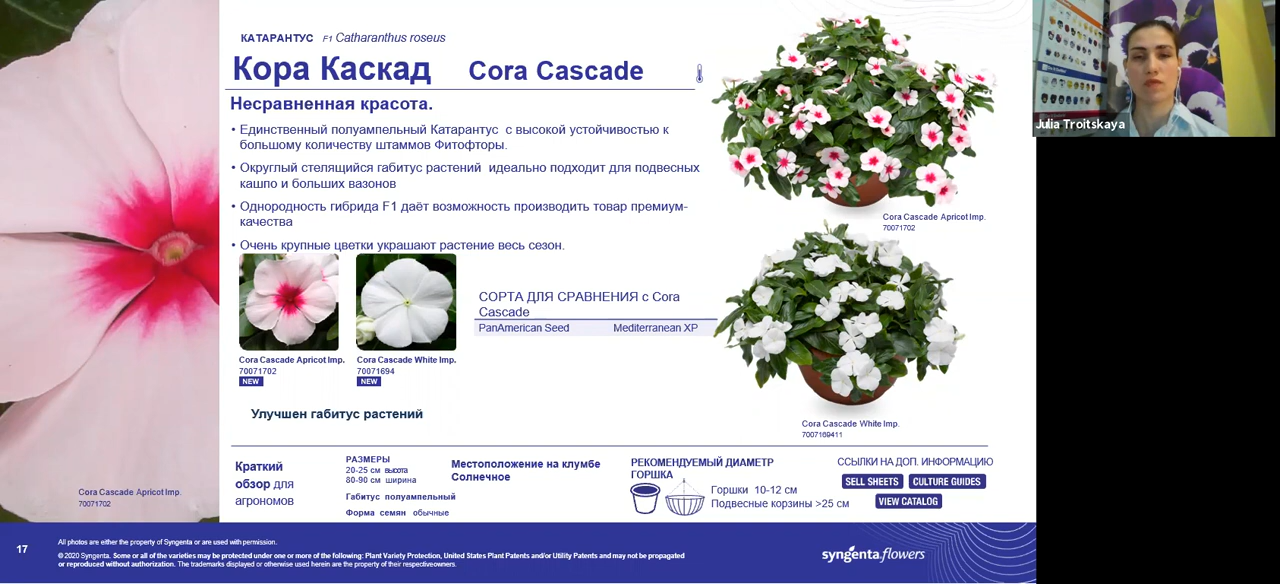 КАТАРАНТУС F1 Catharanthus roseus
Кора Каскад Cora Cascade
Несравненная красота.
• Единственный полуампельный Катарантус с высокой устойчивостью к
большому количеству штаммов Фитофторы.
• Округлый стелящийся габитус растений идеально подходит для подвесных
кашпо и больших вазонов
• Однородность гибрида F1 даёт возможность производить товар премиум-
качества
• Очень крупные цветки украшают растение весь сезон.
Cora Cascade Apricot Imp.
70071702
NEW
Cora Cascade White Imp.
70071694
NEW
СОРТА ДЛЯ СРАВНЕНИЯ с Cora
Cascade
PanAmerican Seed Mediterranean XP
Улучшен габитус растений
Cora Cascade Apricot Imp.
70071702
Cora Cascade White Imp.
7007169411
Julia Troitskaya
Cora Cascade Apricot Imp.
70071702
Краткий
обзор для
агрономов
РАЗМЕРЫ
20-25 см высота
80-90 см ширина
Габитус полуампельный
Форма семян обычные
Местоположение на клумбе
Солнечное
РЕКОМЕНДУЕМЫЙ ДИАМЕТР
ГОРШКА
Горшки 10-12 см
Подвесные корзины >25 см
ССЫЛКИ НА ДОП. ИНФОРМАЦИЮ
SELL SHEETS
CULTURE GUIDES
VIEW CATALOG
17
All photos are either the property of Syngenta or are used with permission.
© 2020 Syngenta. Some or all of the varieties may be protected under one or more of the following: Plant Variety Protection, United States Plant Patents and/or Utility Patents and may not be propagated
or reproduced without authorization. The trademarks displayed or otherwise used herein are the property of their respectiveowners.
syngenta.flowers